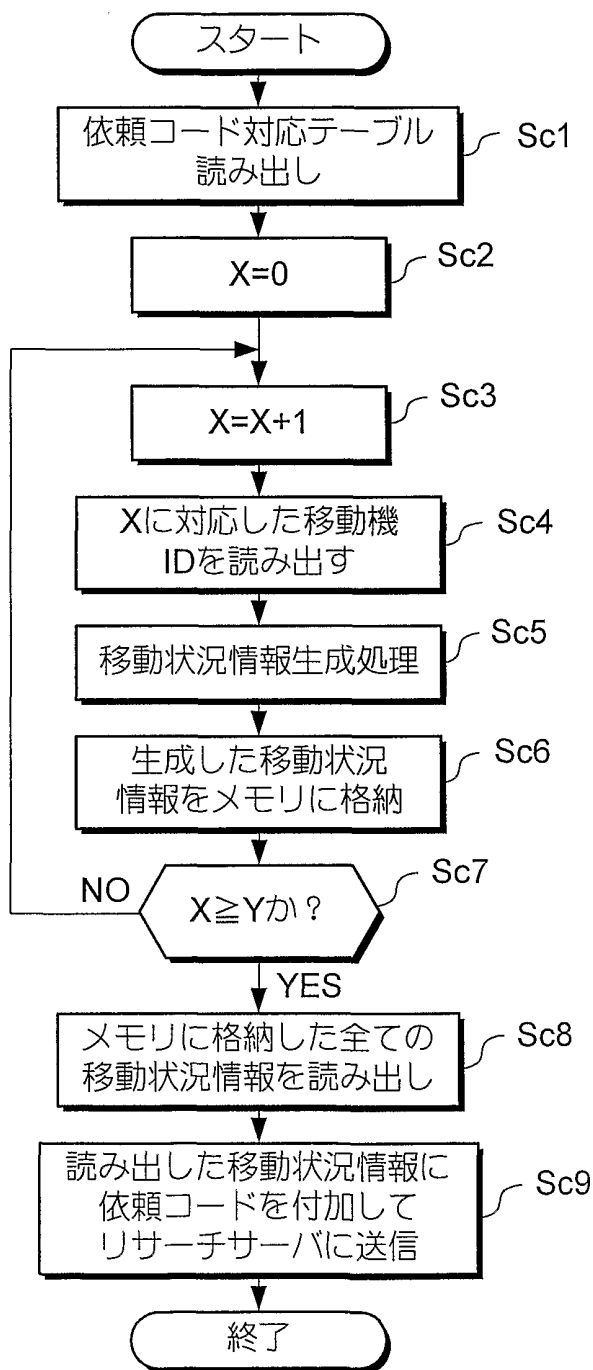 スタート
依頼コード対応テーブル
読み出し
Sc1
X=0
Sc2
X=X+1
Sc3
Xに対応した移動機
IDを読み出す
Sc4
移動状況情報生成処理
Sc5
生成した移動状況
情報をメモリに格納
Sc6
X≧Yか？
Sc7
NO
YES
メモリに格納した全ての
移動状況情報を読み出し
Sc8
読み出した移動状況情報に
依頼コードを付加して
リサーチサーバに送信
Sc9
終了